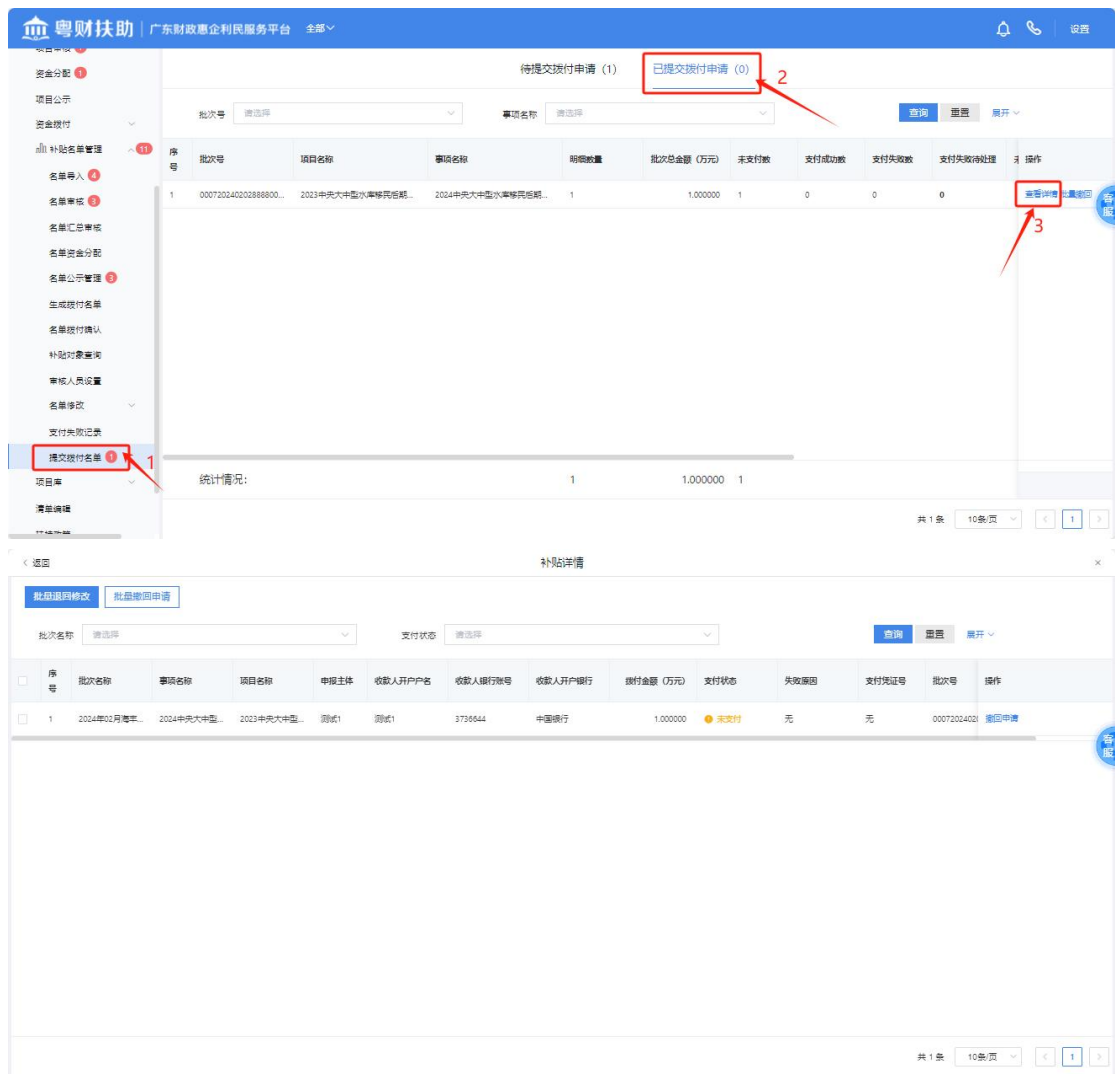 粤财扶助 | 广东财政惠企利民服务平台 全部 设置
项目审核
资金分配 1
项目公示
资金拨付
补贴名单管理 11
名单导入 4
名单审核 3
名单汇总审核
名单资金分配
名单公示管理 3
生成拨付名单
名单拨付确认
补贴对象查询
审核人员设置
名单修改
支付失败记录
提交拨付名单 1
1
项目库
清单编辑
待提交拨付申请（1） 已提交拨付申请（0）
2
批次号 请选择 事项名称 请选择 查询 重置 展开
序号 批次号 项目名称 事项名称 明细数量 批次总金额（万元） 未支付数 支付成功数 支付失败数 支付失败待处理 操作
1 000720240202888800... 2023中央大中型水库移民后期... 2024中央大中型水库移民后期... 1 1.000000 1 0 0 0 查看详情 批量撤回
3
客服
统计情况： 1 1.000000 1
共 1 条 10条/页 < 1 >
< 返回 补贴详情 ×
批量退回修改 批量撤回申请
批次名称 请选择 支付状态 请选择 查询 重置 展开
序号 批次名称 事项名称 项目名称 申报主体 收款人开户户名 收款人银行账号 收款人开户银行 拨付金额（万元） 支付状态 失败原因 支付凭证号 批次号 操作
1 2024年02月海丰... 2024中央大中型... 2023中央大中型... 测试1 测试1 3736644 中国银行 1.000000 未支付 无 无 0007202402 撤回申请
客服
共 1 条 10条/页 < 1 >